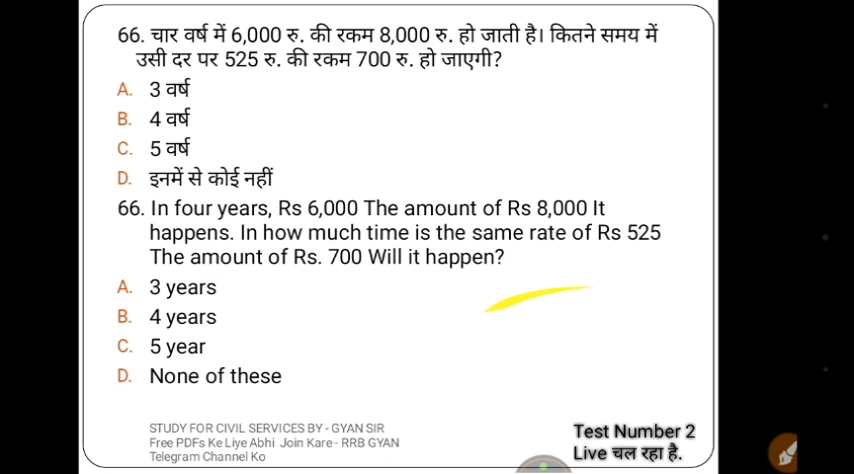 66. चार वर्ष में 6,000 रु. की रकम 8,000 रु. हो जाती है। कितने समय में
उसी दर पर 525 रु. की रकम 700 रु. हो जाएगी?
A. 3 वर्ष
B. 4 वर्ष
C. 5 वर्ष
D. इनमें से कोई नहीं
66. In four years, Rs 6,000 The amount of Rs 8,000 It
happens. In how much time is the same rate of Rs 525
The amount of Rs. 700 Will it happen?
A. 3 years
B. 4 years
C. 5 year
D. None of these
STUDY FOR CIVIL SERVICES BY - GYAN SIR
Free PDFs Ke Liye Abhi Join Kare - RRB GYAN
Telegram Channel Ko
Test Number 2
Live चल रहा है.